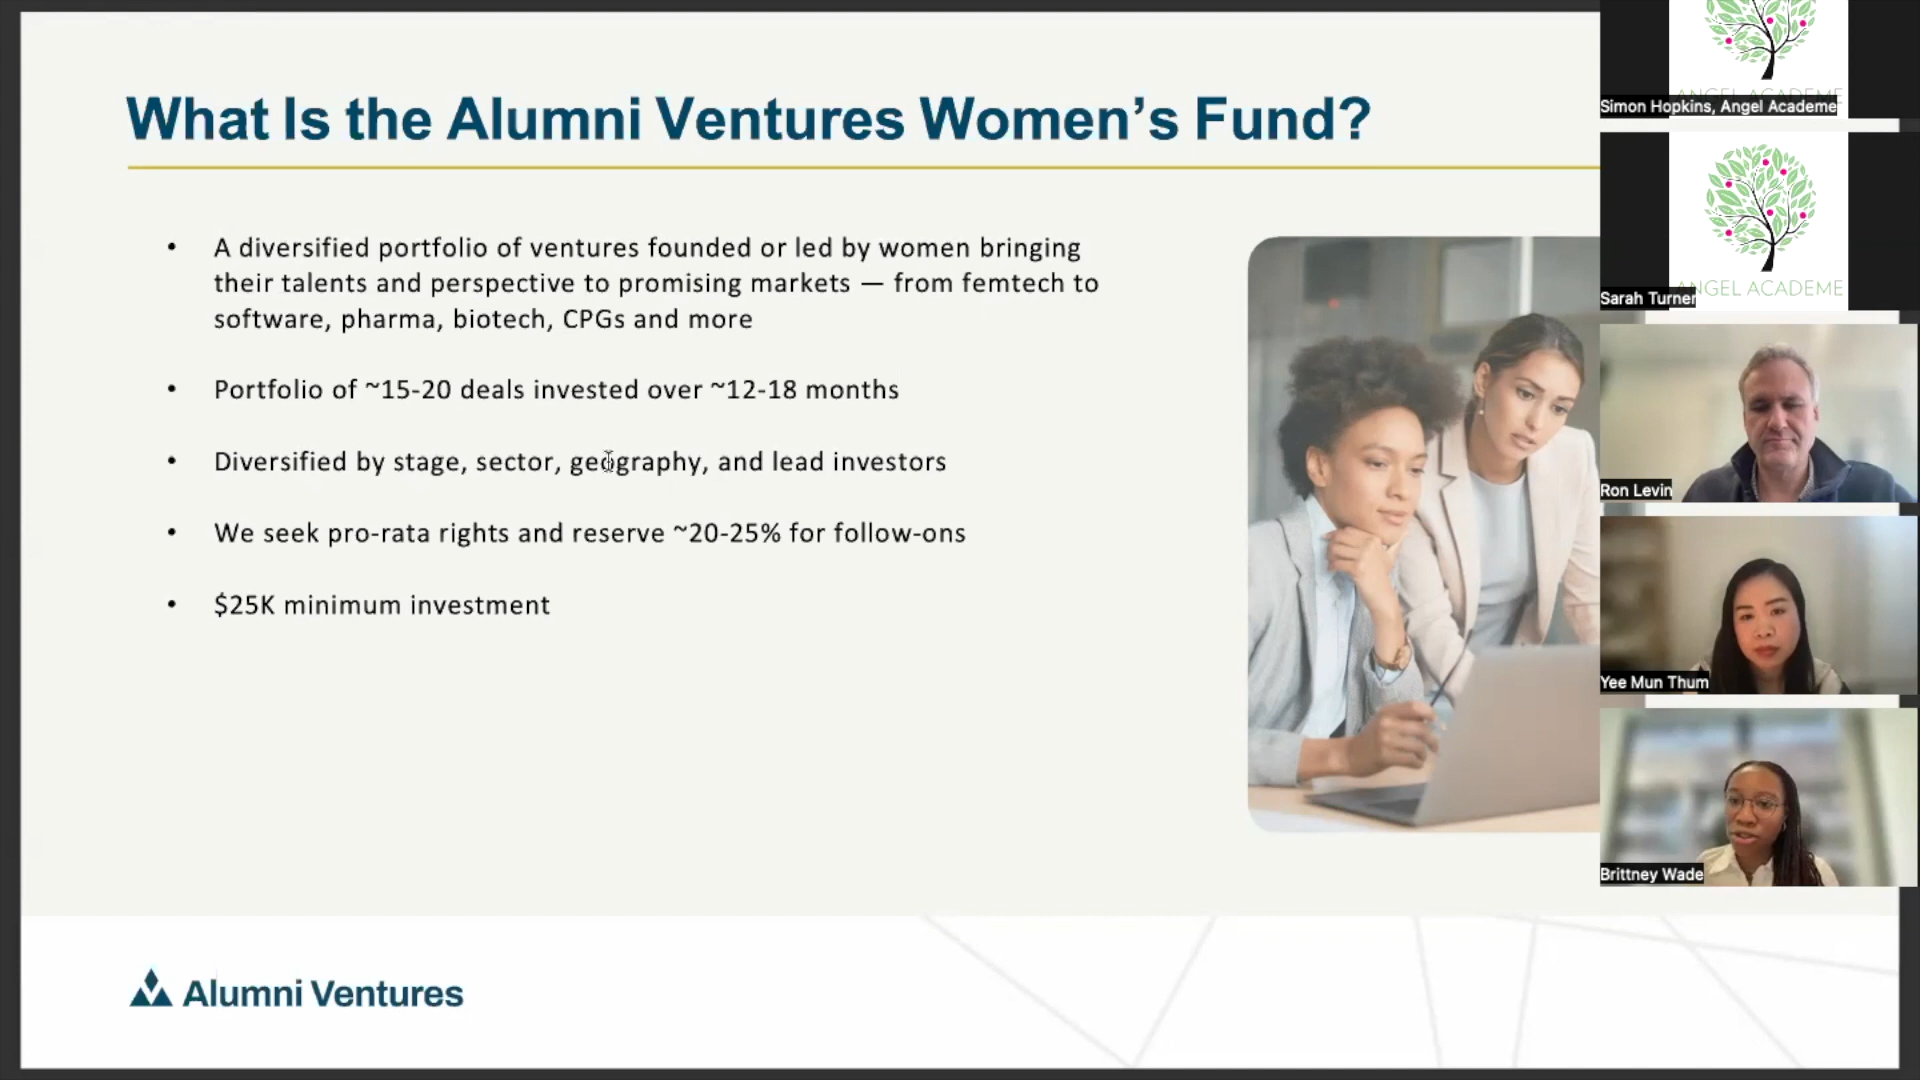 What Is the Alumni Ventures Women’s Fund?
• A diversified portfolio of ventures founded or led by women bringing
their talents and perspective to promising markets — from femtech to
software, pharma, biotech, CPGs and more
• Portfolio of ~15-20 deals invested over ~12-18 months
• Diversified by stage, sector, geography, and lead investors
• We seek pro-rata rights and reserve ~20-25% for follow-ons
• $25K minimum investment
Alumni Ventures
ANGEL ACADEME
Simon Hopkins, Angel Academe
ANGEL ACADEME
Sarah Turner
Ron Levin
Yee Mun Thum
Brittney Wade